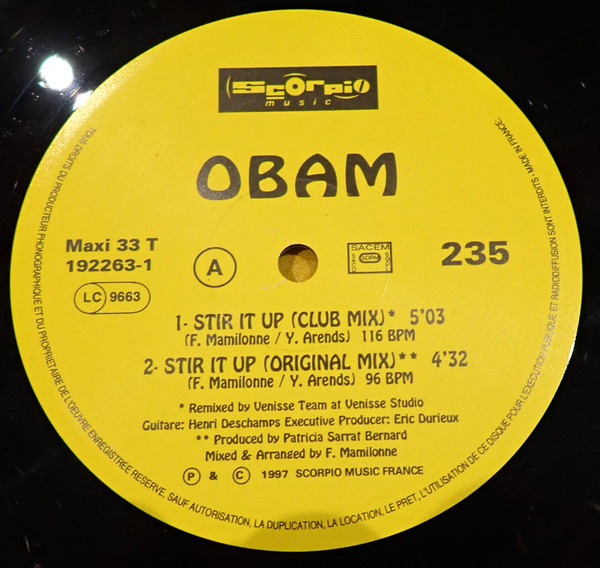 scorpio
music
OBAM
Maxi 33 T
192263-1
LC 9663
A
SACEM
SDRM
SACD
SGDL
235
1- STIR IT UP (CLUB MIX)* 5'03
(F. Mamilonne / Y. Arends) 116 BPM
2- STIR IT UP (ORIGINAL MIX)** 4'32
(F. Mamilonne / Y. Arends) 96 BPM
* Remixed by Venisse Team at Venisse Studio
Guitare: Henri Deschamps Executive Producer: Eric Durieux
** Produced by Patricia Sarrat Bernard
Mixed & Arranged by F. Mamilonne
P & C 1997 SCORPIO MUSIC FRANCE
TOUS DROITS DU PRODUCTEUR PHONOGRAPHIQUE ET DU PROPRIETAIRE DE L'OEUVRE ENREGISTREE RESERVE, SAUF AUTORISATION, LA DUPLICATION, LA LOCATION, LE PRET, L'UTILISATION DE CE DISQUE POUR L'EXECUTION PUBLIQUE ET RADIODIFFUSION SONT INTERDITS - MADE IN FRANCE.